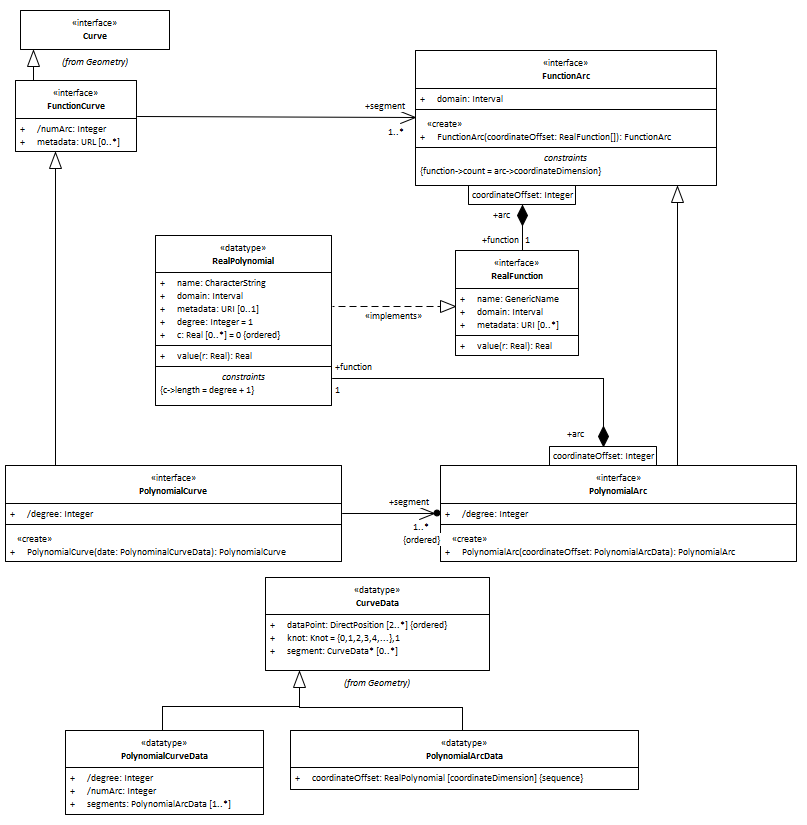 «interface»
Curve
(from Geometry)
«interface»
FunctionCurve
+ /numArc: Integer
+ metadata: URL [0..*]
+segment
1..*
«interface»
FunctionArc
+ domain: Interval
«create»
+ FunctionArc(coordinateOffset: RealFunction[]): FunctionArc
constraints
{function->count = arc->coordinateDimension}
coordinateOffset: Integer
+arc
+function 1
«datatype»
RealPolynomial
+ name: CharacterString
+ domain: Interval
+ metadata: URI [0..1]
+ degree: Integer = 1
+ c: Real [0..*] = 0 {ordered}
+ value(r: Real): Real
constraints
{c->length = degree + 1}
«implements»
«interface»
RealFunction
+ name: GenericName
+ domain: Interval
+ metadata: URI [0..*]
+ value(r: Real): Real
+function
1
+arc
coordinateOffset: Integer
«interface»
PolynomialCurve
+ /degree: Integer
«create»
+ PolynomialCurve(date: PolynominalCurveData): PolynomialCurve
+segment
1..*
{ordered}
«interface»
PolynomialArc
+ /degree: Integer
«create»
+ PolynomialArc(coordinateOffset: PolynomialArcData): PolynomialArc
«datatype»
CurveData
+ dataPoint: DirectPosition [2..*] {ordered}
+ knot: Knot = {0,1,2,3,4,...},1
+ segment: CurveData* [0..*]
(from Geometry)
«datatype»
PolynomialCurveData
+ /degree: Integer
+ /numArc: Integer
+ segments: PolynomialArcData [1..*]
«datatype»
PolynomialArcData
+ coordinateOffset: RealPolynomial [coordinateDimension] {sequence}